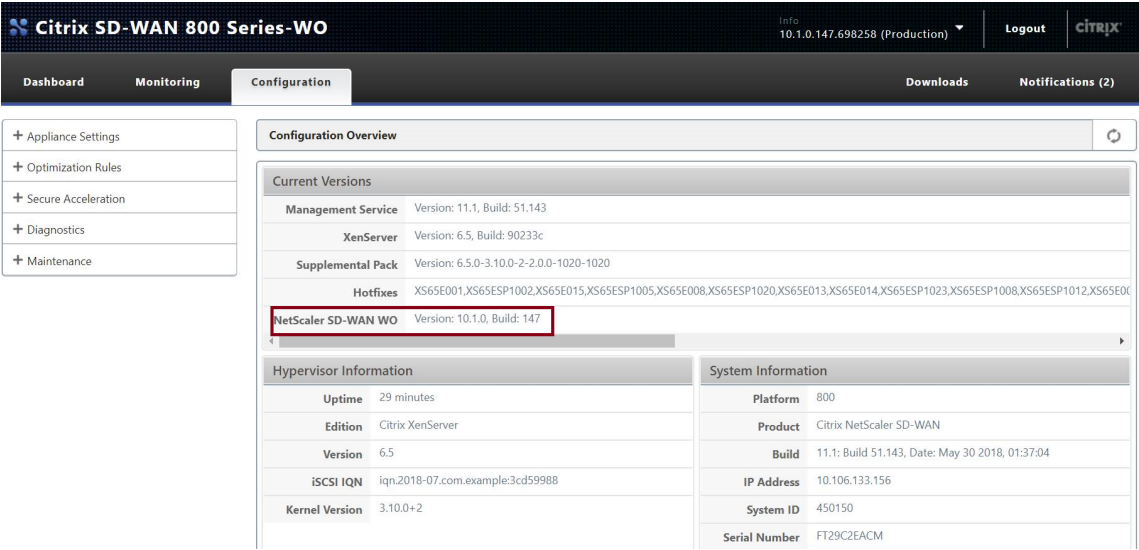 Citrix SD-WAN 800 Series-WO
Info
10.1.0.147.698258 (Production)
Logout
CITRIX
Dashboard Monitoring Configuration Downloads Notifications (2)
+ Appliance Settings
+ Optimization Rules
+ Secure Acceleration
+ Diagnostics
+ Maintenance
Configuration Overview
Current Versions
Management Service Version: 11.1, Build: 51.143
XenServer Version: 6.5, Build: 90233c
Supplemental Pack Version: 6.5.0-3.10.0-2-2.0.0-1020-1020
Hotfixes XS65E001,XS65ESP1002,XS65E015,XS65ESP1005,XS65E008,XS65ESP1020,XS65E013,XS65E014,XS65ESP1023,XS65ESP1008,XS65ESP1012,XS65E0
NetScaler SD-WAN WO Version: 10.1.0, Build: 147
Hypervisor Information
Uptime 29 minutes
Edition Citrix XenServer
Version 6.5
iSCSI IQN iqn.2018-07.com.example:3cd59988
Kernel Version 3.10.0+2
System Information
Platform 800
Product Citrix NetScaler SD-WAN
Build 11.1: Build 51.143, Date: May 30 2018, 01:37:04
IP Address 10.106.133.156
System ID 450150
Serial Number FT29C2EACM